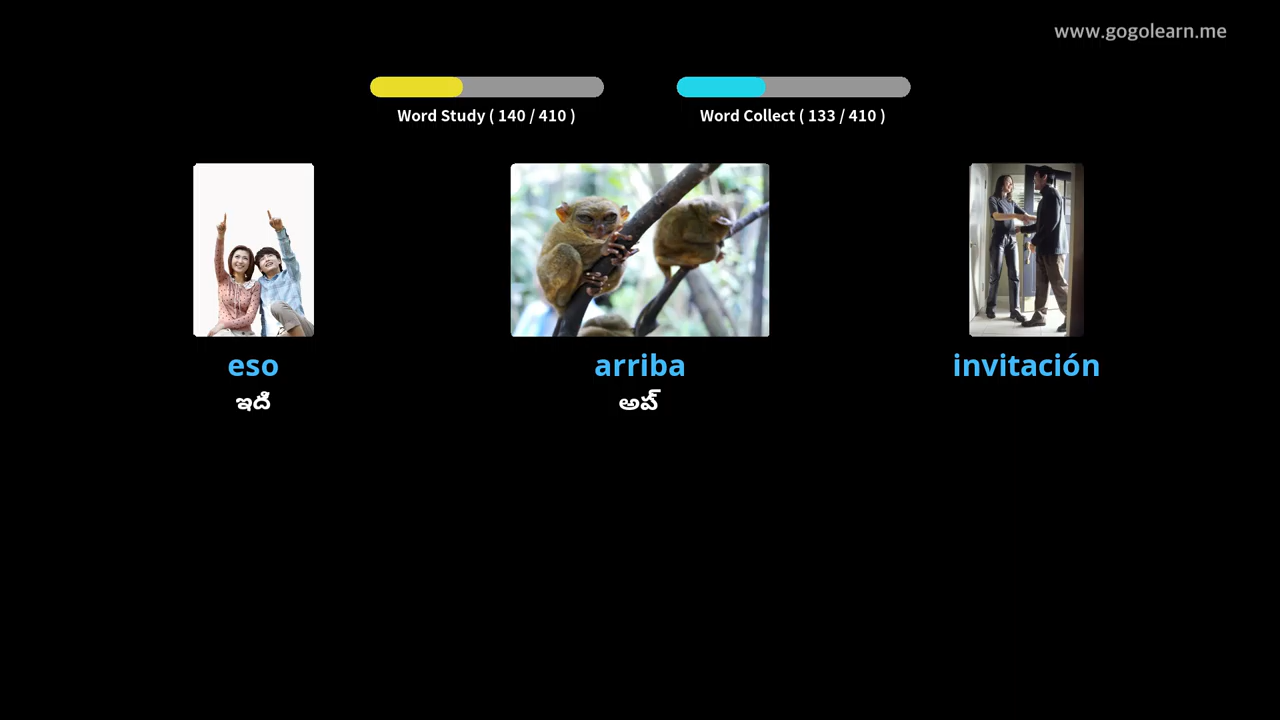 www.gogolearn.me
Word Study ( 140 / 410 )
Word Collect ( 133 / 410 )
eso
ఇది
arriba
అప్
invitación